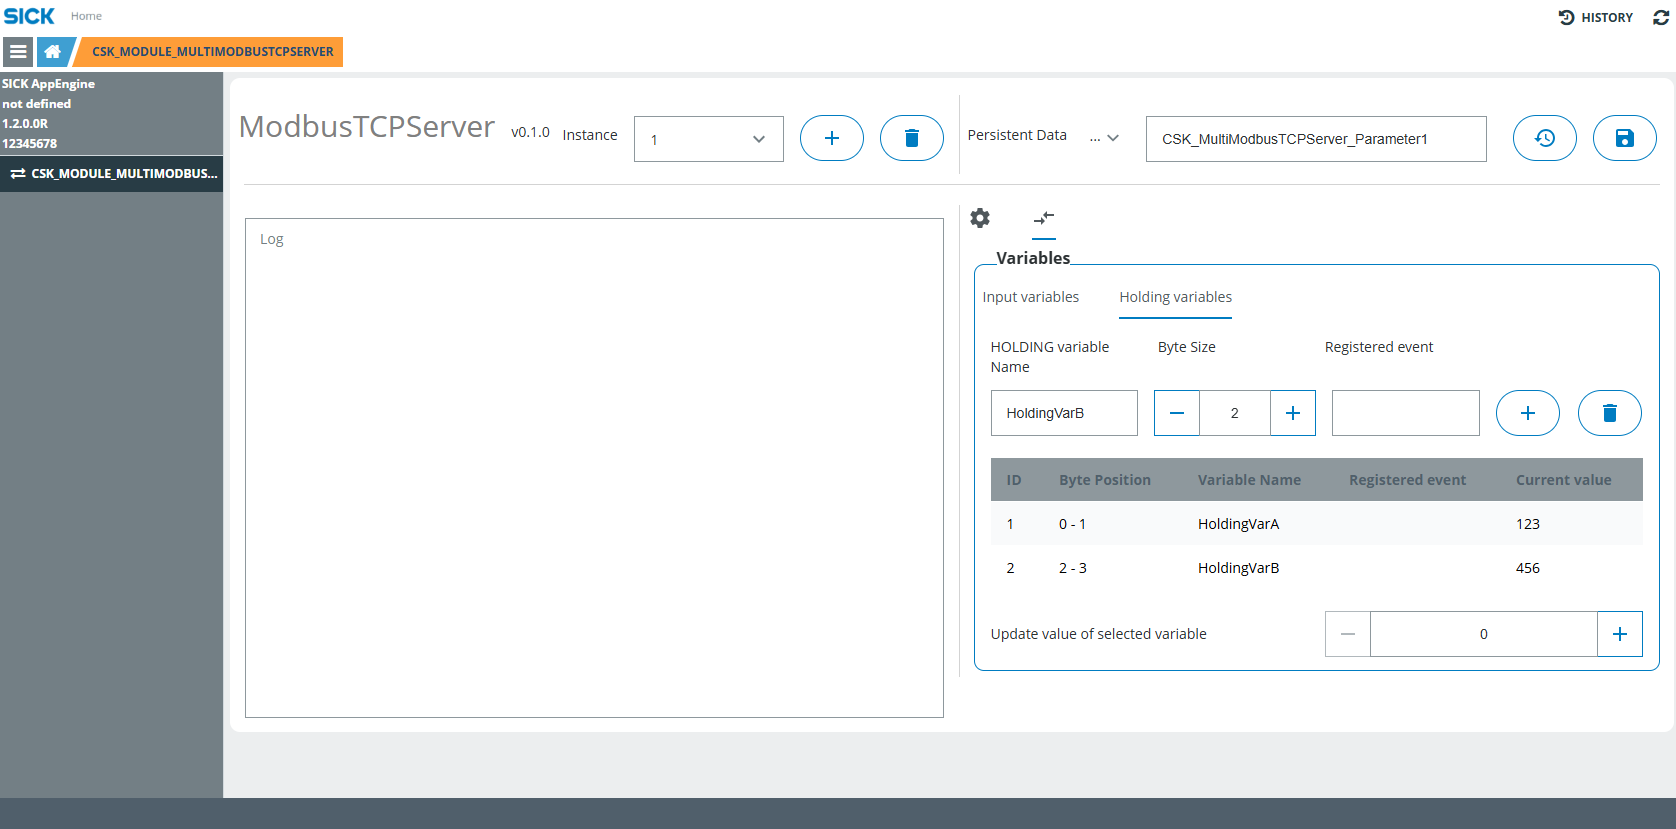 SICK Home
HISTORY
CSK_MODULE_MULTIMODBUSTCPSERVER
SICK AppEngine
not defined
1.2.0.0R
12345678
CSK_MODULE_MULTIMODBUS...
ModbusTCPServer v0.1.0 Instance 1
Persistent Data ... CSK_MultiModbusTCPServer_Parameter1
Log
Variables
Input variables Holding variables
HOLDING variable Name Byte Size Registered event
HoldingVarB 2
ID Byte Position Variable Name Registered event Current value
1 0 - 1 HoldingVarA 123
2 2 - 3 HoldingVarB 456
Update value of selected variable 0